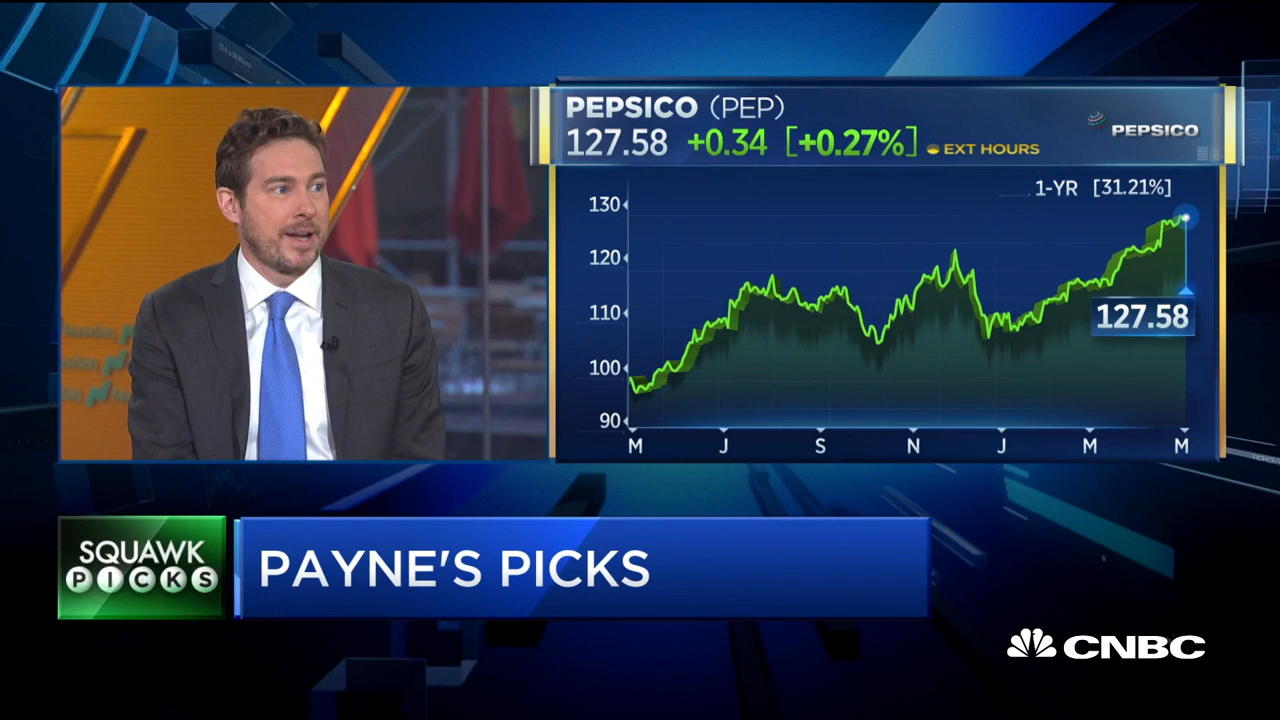 PEPSICO (PEP)
127.58 +0.34 [+0.27%] EXT HOURS
PEPSICO
1-YR [31.21%]
130
120
110
100
90
127.58
M J S N J M M
SQUAWK
PICKS
PAYNE'S PICKS
CNBC